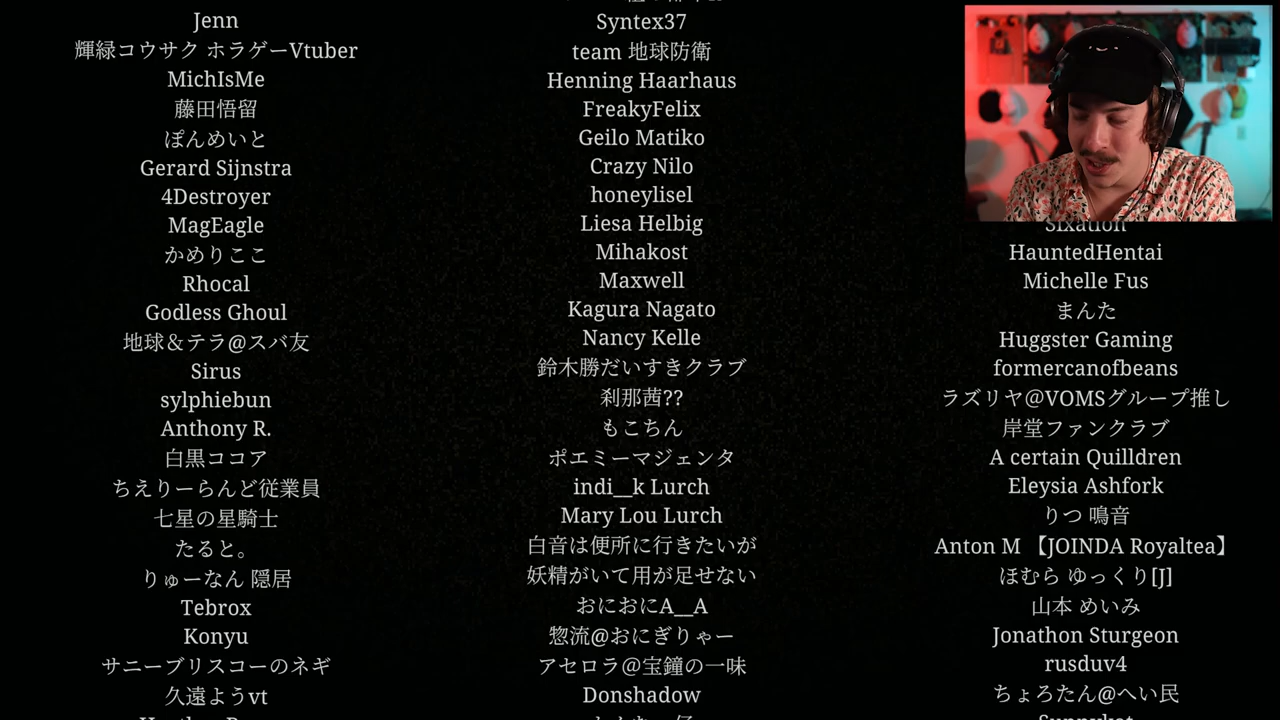 Jenn
輝緑コウサク ホラゲーVtuber
MichIsMe
藤田悟留
ぽんめいと
Gerard Sijnstra
4Destroyer
MagEagle
かめりここ
Rhocal
Godless Ghoul
地球＆テラ@スバ友
Sirus
sylphiebun
Anthony R.
白黒ココア
ちえりーらんど従業員
七星の星騎士
たると。
りゅーなん 隠居
Tebrox
Konyu
サニーブリスコーのネギ
久遠ようvt
Syntex37
team 地球防衛
Henning Haarhaus
FreakyFelix
Geilo Matiko
Crazy Nilo
honeylisel
Liesa Helbig
Mihakost
Maxwell
Kagura Nagato
Nancy Kelle
鈴木勝だいすきクラブ
刹那茜??
もこちん
ポエミーマジェンタ
indi__k Lurch
Mary Lou Lurch
白音は便所に行きたいが
妖精がいて用が足せない
おにおにA__A
惣流@おにぎりゃー
アセロラ@宝鐘の一味
Donshadow
Sixation
HauntedHentai
Michelle Fus
まんた
Huggster Gaming
formercanofbeans
ラズリヤ@VOMSグループ推し
岸堂ファンクラブ
A certain Quilldren
Eleysia Ashfork
りつ 鳴音
Anton M 【JOINDA Royaltea】
ほむら ゆっくり[J]
山本 めいみ
Jonathon Sturgeon
rusduv4
ちょろたん@へい民